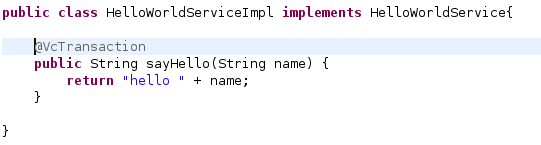 public class HelloWorldServiceImpl implements HelloWorldService{
@VcTransaction
public String sayHello(String name) {
return "hello " + name;
}
}